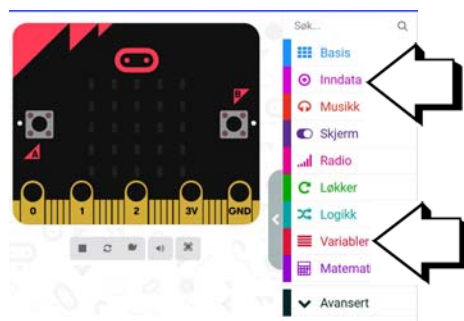 Søk...
Basis
Inndata
Musikk
Skjerm
Radio
Løkker
Logikk
Variabler
Matemat
Avansert
B
A
0 1 2 3V GND